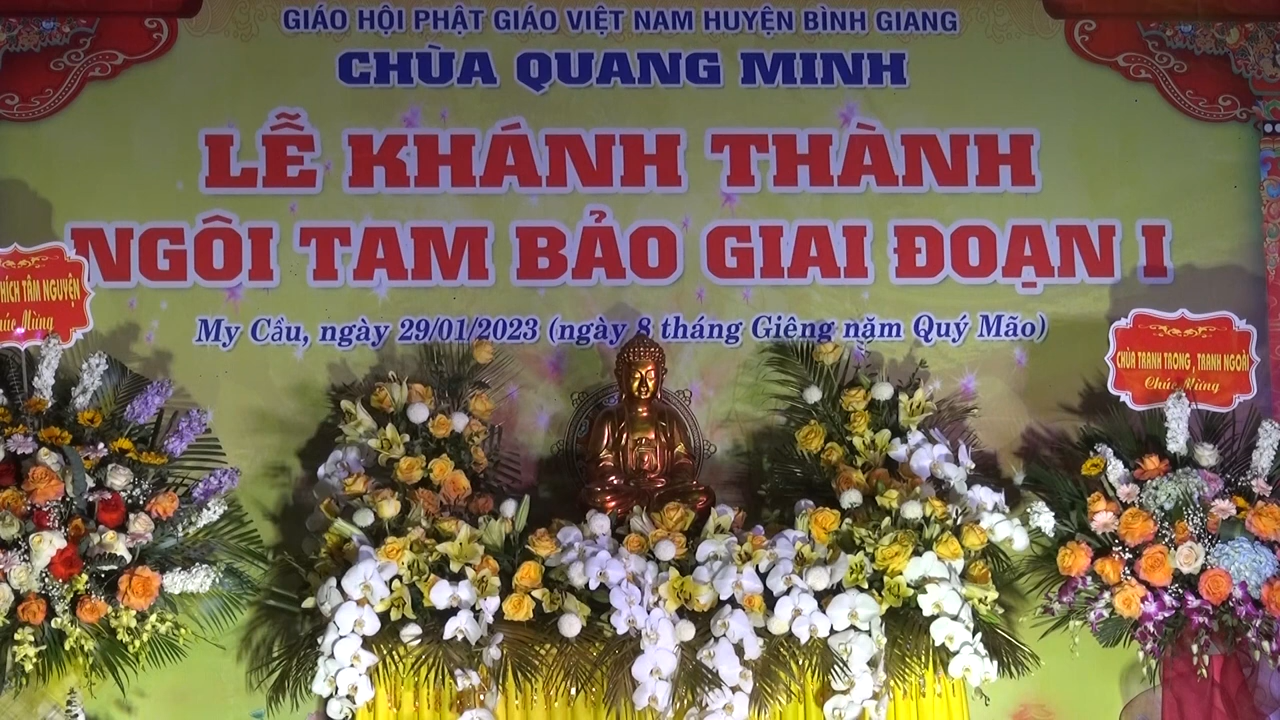 GIÁO HỘI PHẬT GIÁO VIỆT NAM HUYỆN BÌNH GIANG
CHÙA QUANG MINH
LỄ KHÁNH THÀNH
NGÔI TAM BẢO GIAI ĐOẠN I
My Cầu, ngày 29/01/2023 (ngày 8 tháng Giêng năm Quý Mão)
THÍCH TÂM NGUYỆN
Chúc Mừng
CHÙA TRANH TRONG, TRANH NGOÀI
Chúc Mừng